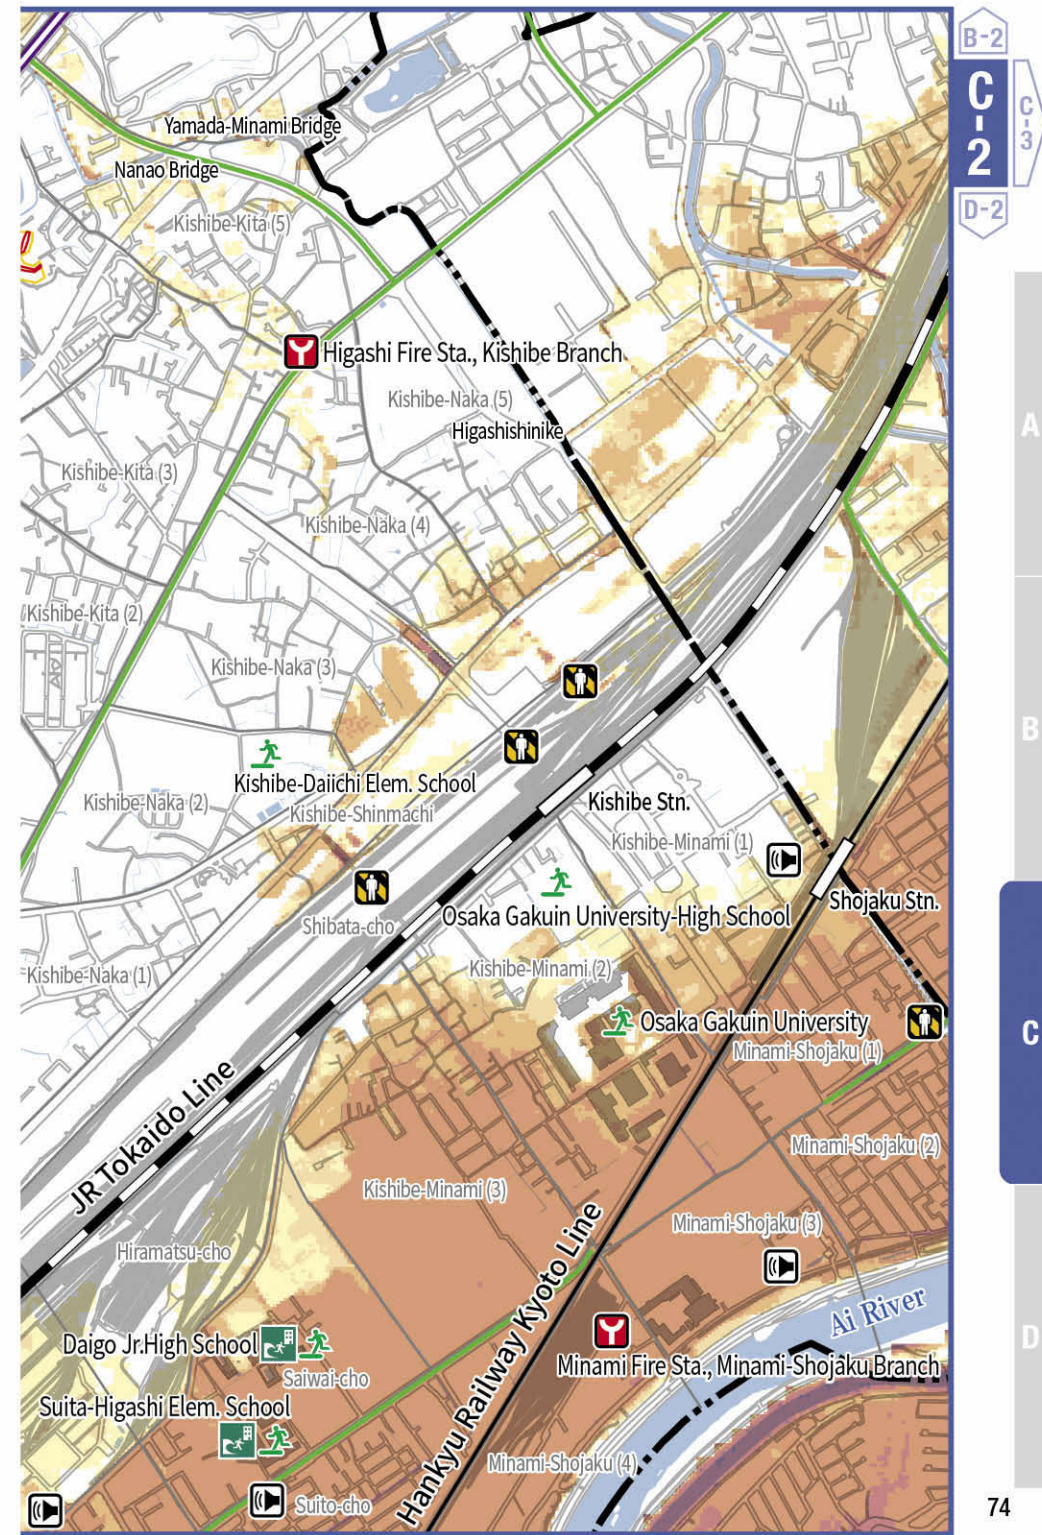 B-2
C-2
C-3
D-2
Yamada-Minami Bridge
Nanao Bridge
Kishibe-Kita (5)
Higashi Fire Sta., Kishibe Branch
Kishibe-Naka (5)
Higashishinike
Kishibe-Kita (3)
Kishibe-Naka (4)
Kishibe-Kita (2)
Kishibe-Naka (3)
Kishibe-Daiichi Elem. School
Kishibe-Naka (2)
Kishibe-Shinmachi
Kishibe Stn.
Kishibe-Minami (1)
Shojaku Stn.
Osaka Gakuin University-High School
Shibata-cho
Kishibe-Naka (1)
Kishibe-Minami (2)
Osaka Gakuin University
Minami-Shojaku (1)
JR Tokaido Line
Minami-Shojaku (2)
Kishibe-Minami (3)
Minami-Shojaku (3)
Hiramatsu-cho
Hankyu Railway Kyoto Line
Ai River
Daigo Jr.High School
Minami Fire Sta., Minami-Shojaku Branch
Saiwai-cho
Suita-Higashi Elem. School
Minami-Shojaku (4)
Suito-cho
A
B
C
D
74